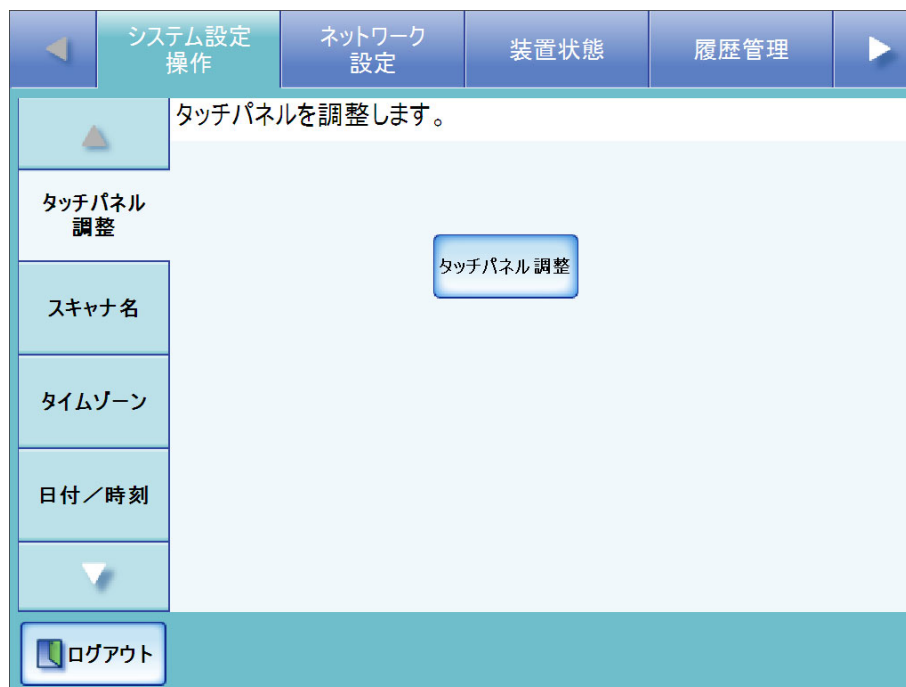 システム設定
操作
ネットワーク
設定
装置状態
履歴管理
タッチパネルを調整します。
タッチパネル
調整
タッチパネル調整
スキャナ名
タイムゾーン
日付／時刻
ログアウト